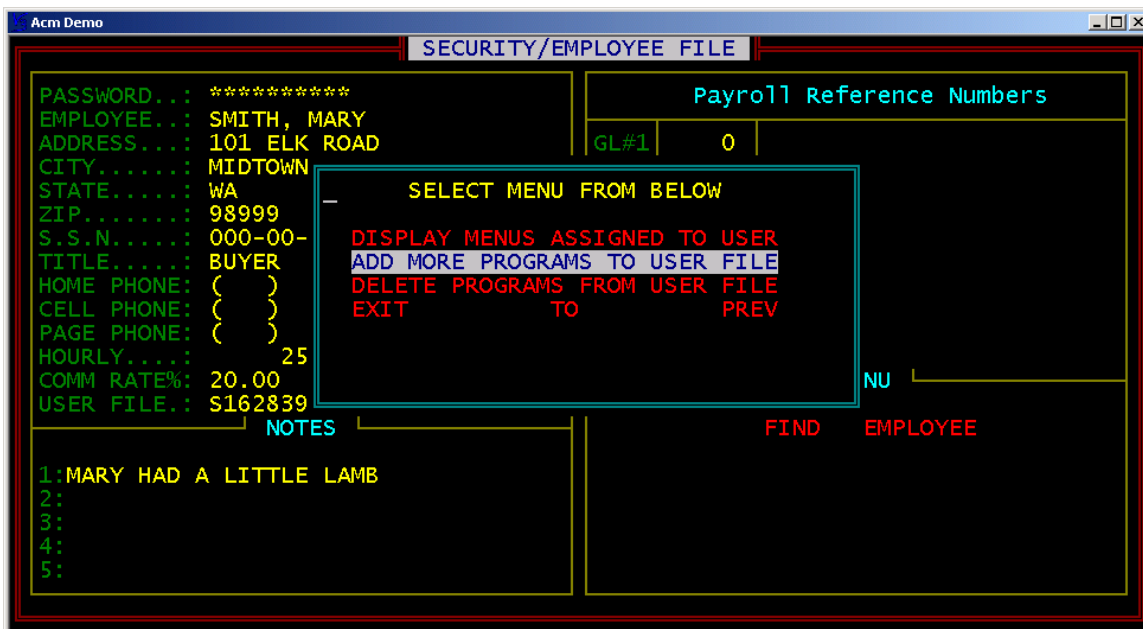 Acm Demo
SECURITY/EMPLOYEE FILE
PASSWORD..: **********
EMPLOYEE..: SMITH, MARY
ADDRESS...: 101 ELK ROAD
CITY......: MIDTOWN
STATE.....: WA
ZIP.......: 98999
S.S.N.....: 000-00-
TITLE.....: BUYER
HOME PHONE: (   )
CELL PHONE: (   )
PAGE PHONE: (   )
HOURLY....: 25
COMM RATE%: 20.00
USER FILE.: S162839
NOTES
1:MARY HAD A LITTLE LAMB
2:
3:
4:
5:
Payroll Reference Numbers
GL#1 0
SELECT MENU FROM BELOW
DISPLAY MENUS ASSIGNED TO USER
ADD MORE PROGRAMS TO USER FILE
DELETE PROGRAMS FROM USER FILE
EXIT TO PREV
NU
FIND EMPLOYEE